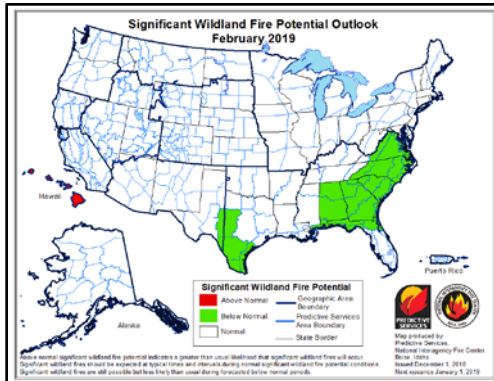 Significant Wildland Fire Potential Outlook
February 2019
Hawaii
Alaska
Puerto Rico
Significant Wildland Fire Potential
Above Normal
Below Normal
Normal
Geographic Area
Boundary
Predictive Services
Area Boundary
State Border
PREDICTIVE
SERVICES
Map produced by
Predictive Services,
National Interagency Fire Center
Boise, Idaho
Issued December 1, 2018
Next issuance January 1, 2019
Above normal significant wildland fire potential indicates a greater than usual likelihood that significant wildland fires will occur.
Significant wildland fires should be expected at typical times and intervals during normal significant wildland fire potential conditions.
Significant wildland fires are still possible but less likely than usual during forecasted below normal periods.